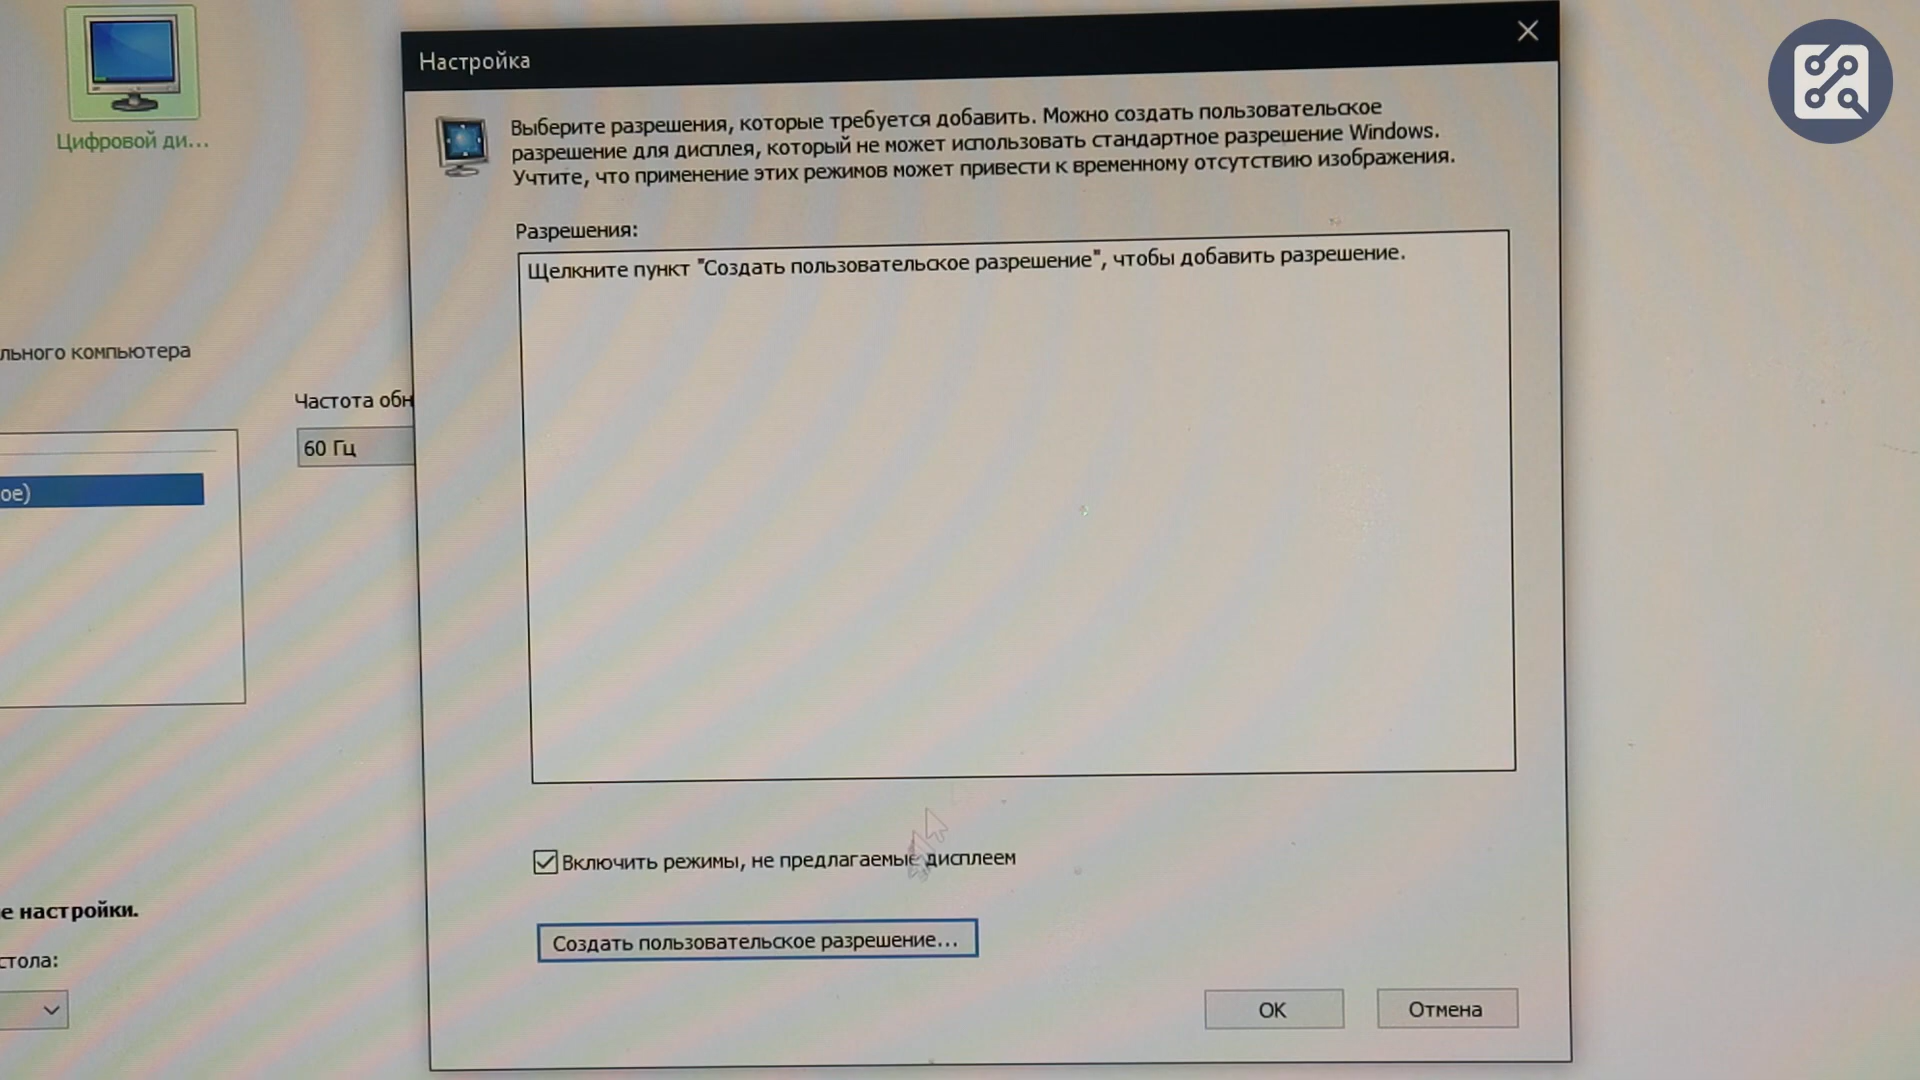 Настройка
Цифровой ди...
Выберите разрешения, которые требуется добавить. Можно создать пользовательское
разрешение для дисплея, который не может использовать стандартное разрешение Windows.
Учтите, что применение этих режимов может привести к временному отсутствию изображения.
Разрешения:
Щелкните пункт "Создать пользовательское разрешение", чтобы добавить разрешение.
льного компьютера
Частота обн
60 Гц
ое)
Включить режимы, не предлагаемые дисплеем
е настройки.
Создать пользовательское разрешение...
стола:
OK
Отмена